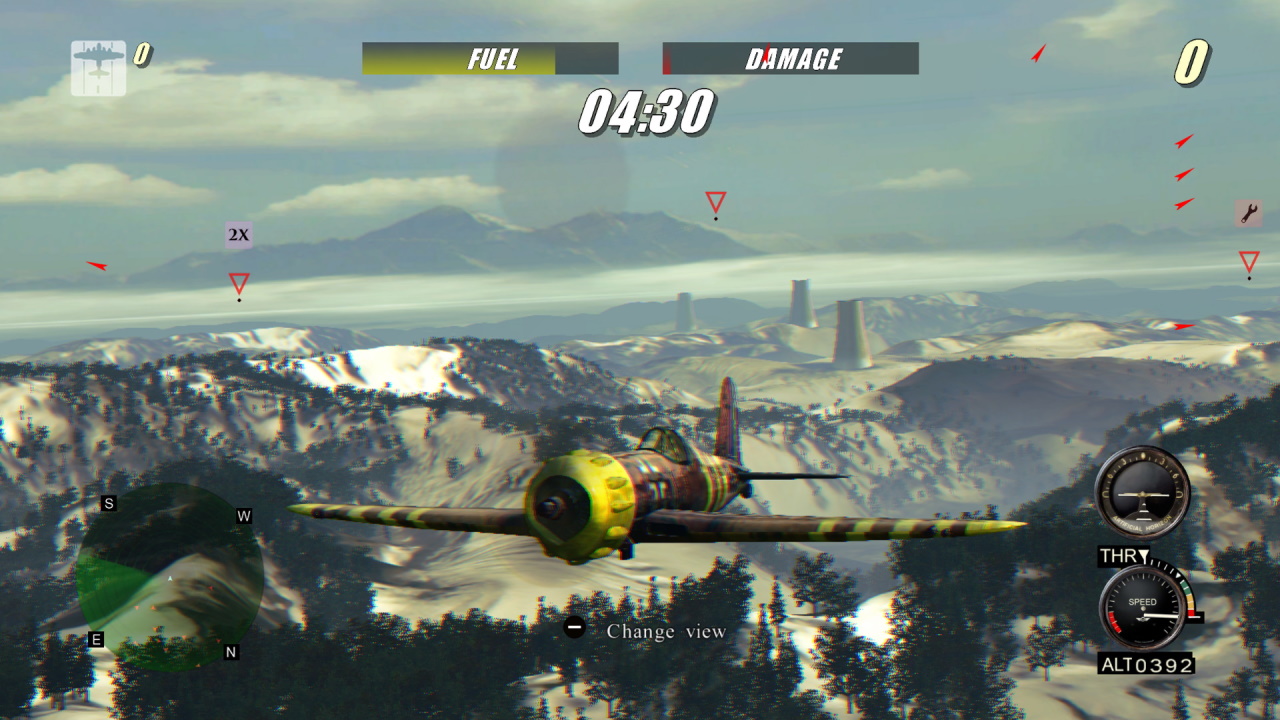 0
FUEL
DAMAGE
0
04:30
2X
S
W
E
N
THR
SPEED
ALT0392
Change view